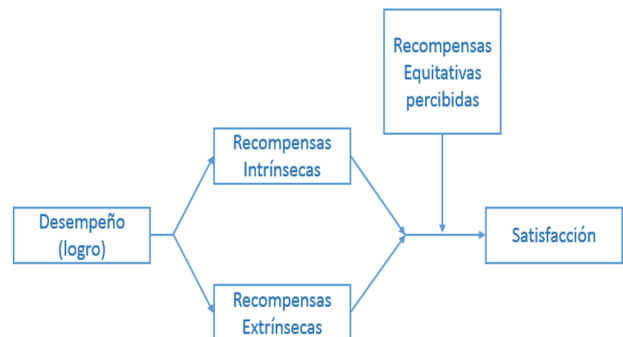 Recompensas
Equitativas
percibidas
Recompensas
Intrínsecas
Desempeño
(logro)
Satisfacción
Recompensas
Extrínsecas